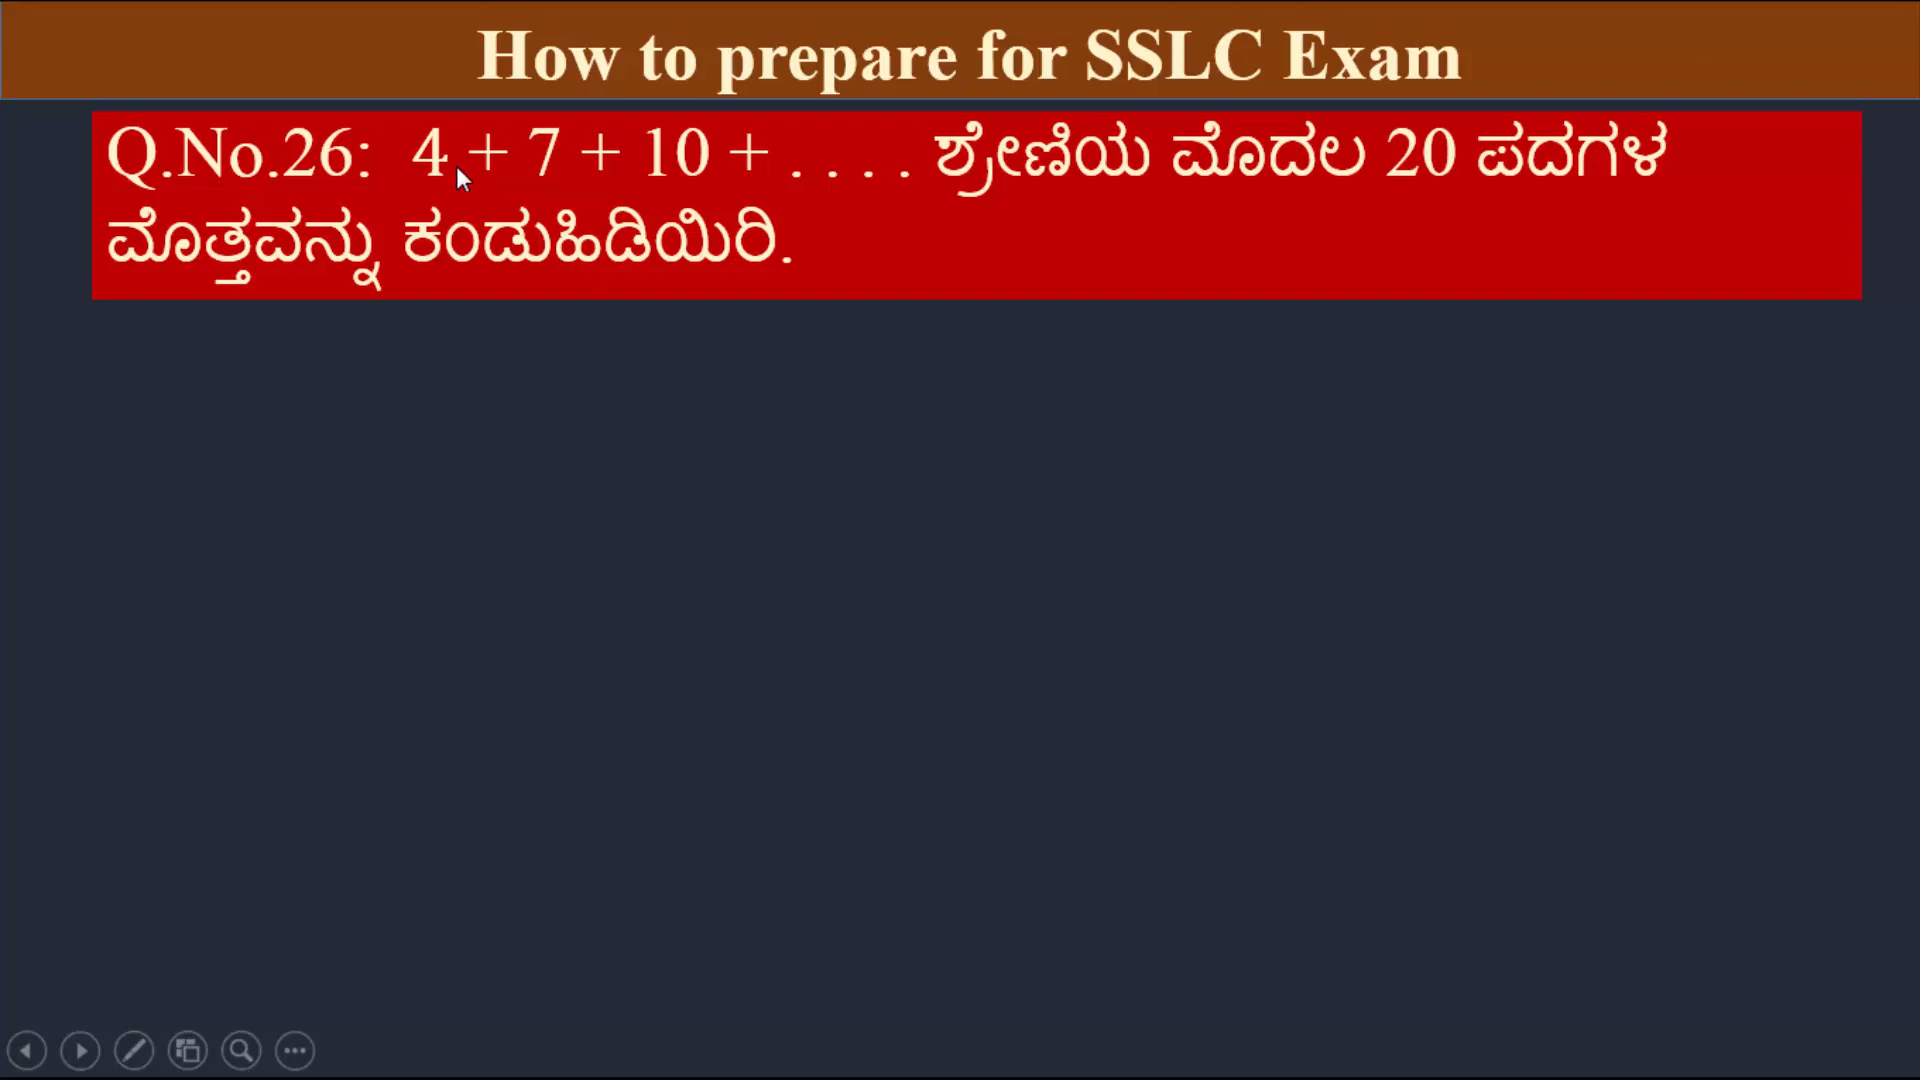 How to prepare for SSLC Exam
Q.No.26: 4 + 7 + 10 + . . . . ಶ್ರೇಣಿಯ ಮೊದಲ 20 ಪದಗಳ
ಮೊತ್ತವನ್ನು ಕಂಡುಹಿಡಿಯಿರಿ.